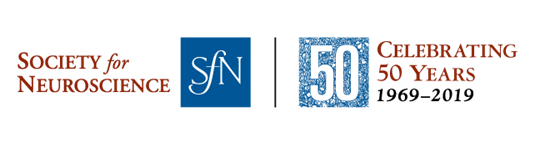 SOCIETY for
NEUROSCIENCE
SfN
50
CELEBRATING
50 YEARS
1969–2019